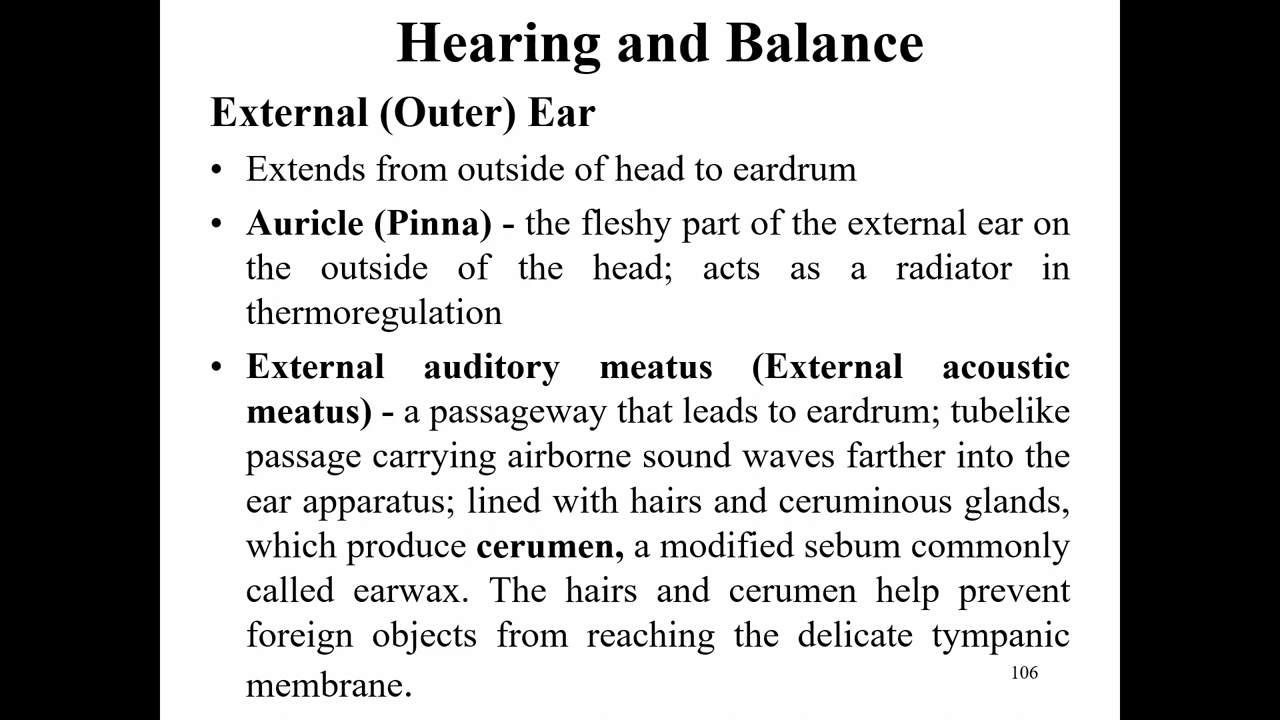 Hearing and Balance
External (Outer) Ear
• Extends from outside of head to eardrum
• Auricle (Pinna) - the fleshy part of the external ear on
the outside of the head; acts as a radiator in
thermoregulation
• External auditory meatus (External acoustic
meatus) - a passageway that leads to eardrum; tubelike
passage carrying airborne sound waves farther into the
ear apparatus; lined with hairs and ceruminous glands,
which produce cerumen, a modified sebum commonly
called earwax. The hairs and cerumen help prevent
foreign objects from reaching the delicate tympanic
membrane.
106